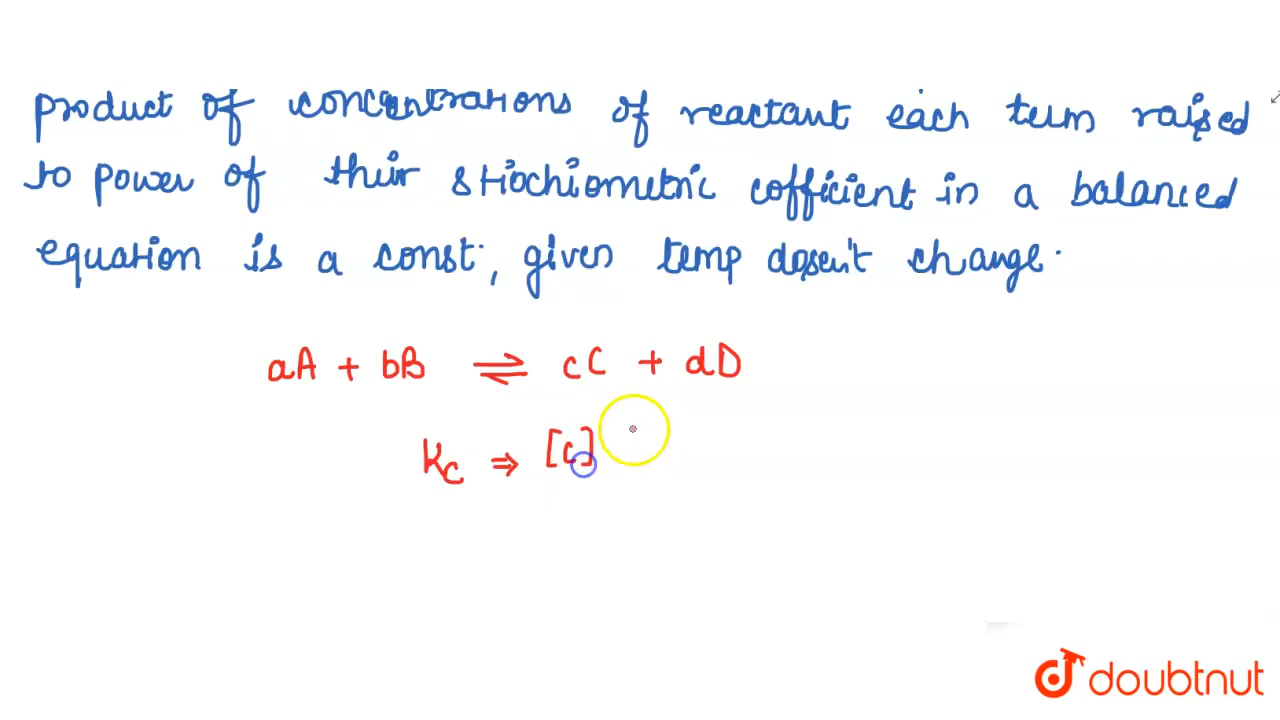 product of concentrations of reactant each term raised
to power of their stiochiometric cofficient in a balanced
equation is a const., given temp doesn't change.
aA + bB ⇌ cC + dD
Kc ⇒ [C]
doubtnut